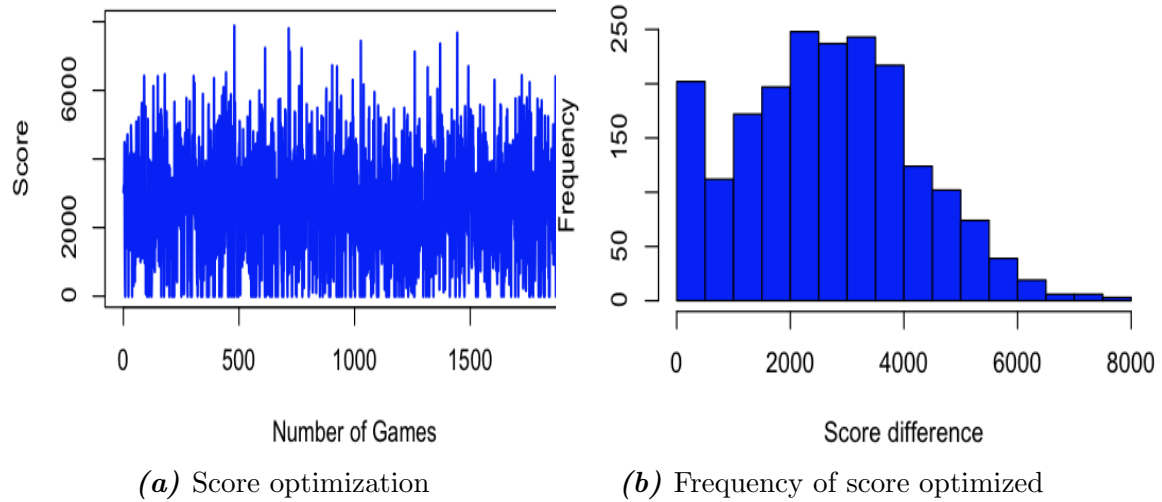 Score
0
2000
6000
0
500
1000
1500
Number of Games
(a) Score optimization
Frequency
0
50
150
250
0
2000
4000
6000
8000
Score difference
(b) Frequency of score optimized